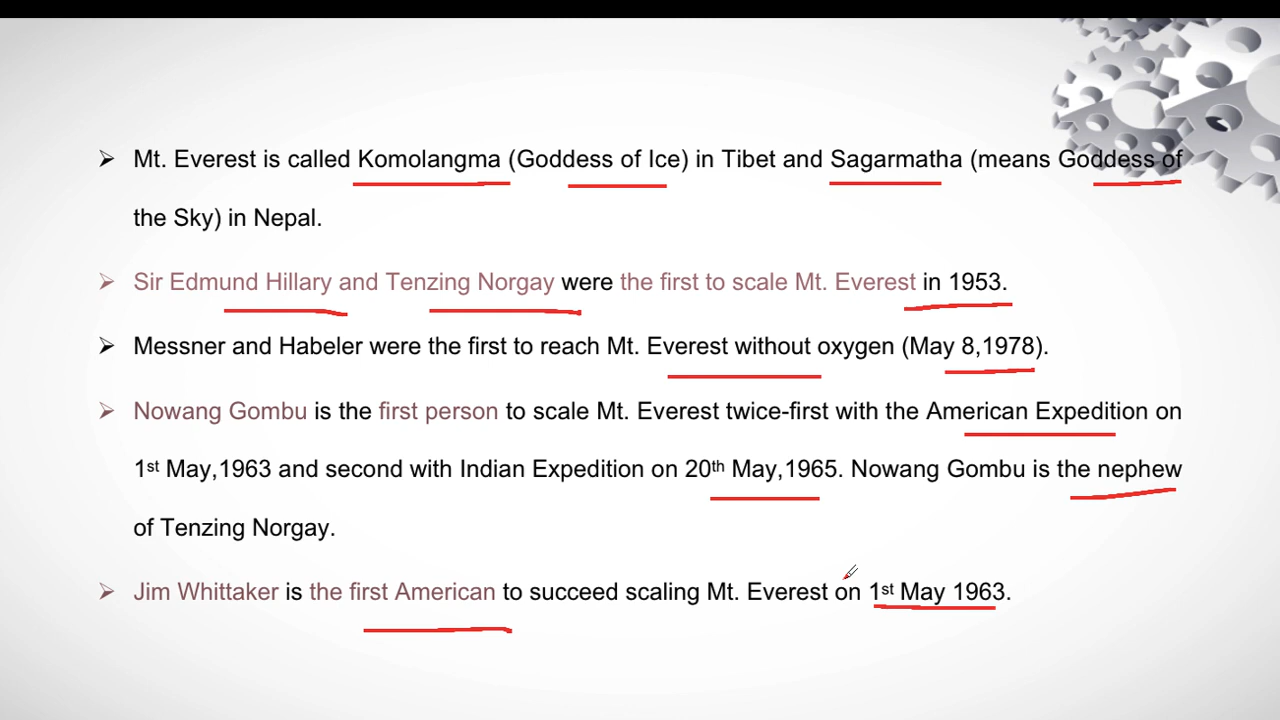 ➢ Mt. Everest is called Komolangma (Goddess of Ice) in Tibet and Sagarmatha (means Goddess of
the Sky) in Nepal.
➢ Sir Edmund Hillary and Tenzing Norgay were the first to scale Mt. Everest in 1953.
➢ Messner and Habeler were the first to reach Mt. Everest without oxygen (May 8,1978).
➢ Nowang Gombu is the first person to scale Mt. Everest twice-first with the American Expedition on
1st May,1963 and second with Indian Expedition on 20th May,1965. Nowang Gombu is the nephew
of Tenzing Norgay.
➢ Jim Whittaker is the first American to succeed scaling Mt. Everest on 1st May 1963.